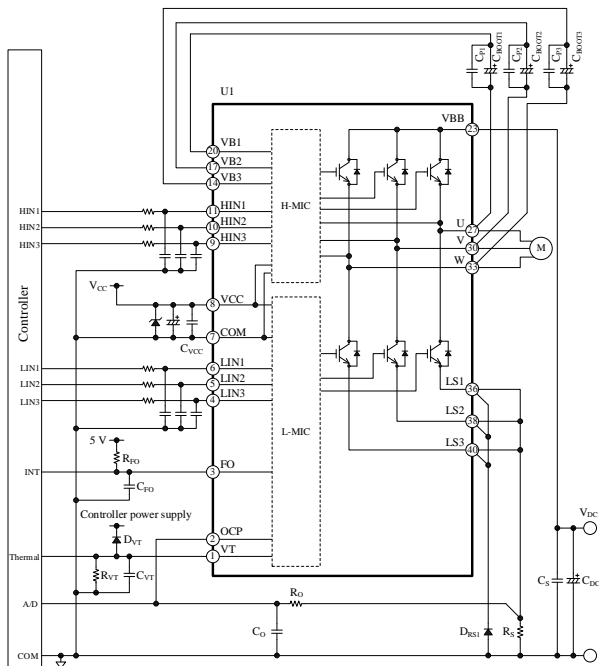 CP1
CBOOT1
CP2
CBOOT2
CP3
CBOOT3
U1
VBB
23
20
VB1
17
VB2
14
VB3
HIN1
11
HIN1
HIN2
10
HIN2
HIN3
9
HIN3
H-MIC
U
27
V
30
W
33
M
Controller
VCC
8
VCC
7
COM
CVCC
LIN1
6
LIN1
LIN2
5
LIN2
LIN3
4
LIN3
LS1
36
LS2
38
LS3
40
L-MIC
5 V
RFO
INT
3
FO
CFO
Controller power supply
DVT
2
OCP
Thermal
1
VT
RVT
CVT
VDC
CS
CDC
A/D
RO
CO
DRS1
RS
COM